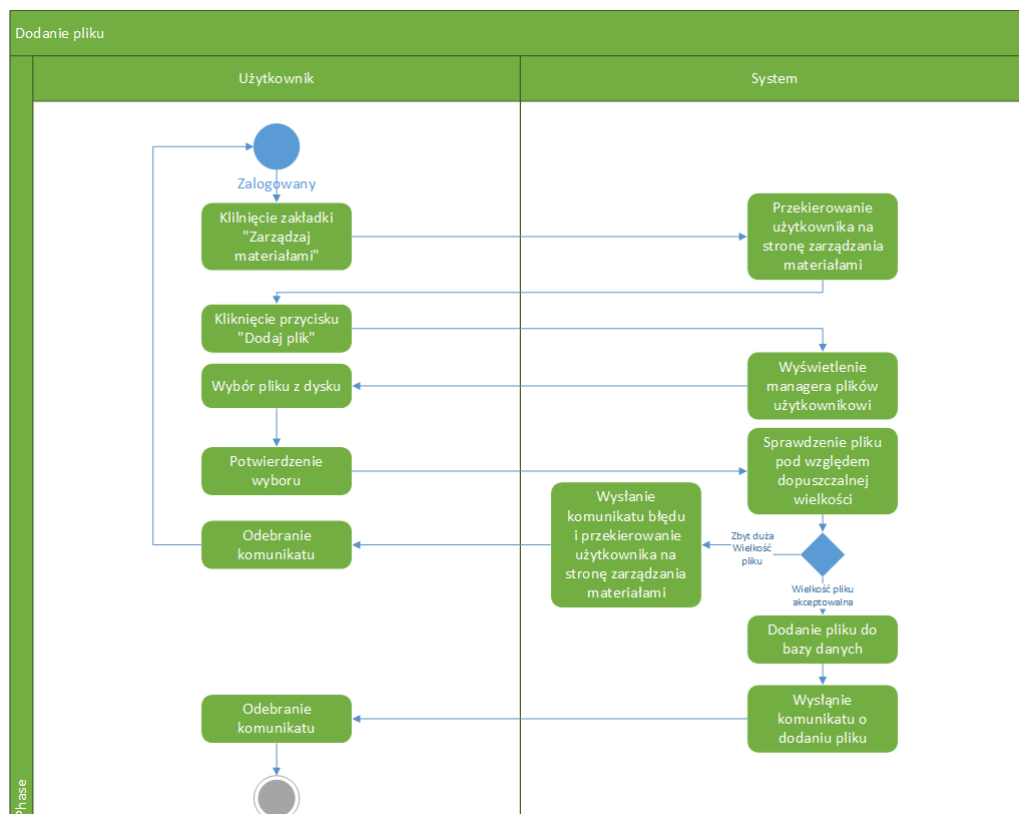 Dodanie pliku
Użytkownik
System
Zalogowany
Klilnięcie zakładki
"Zarządzaj
materiałami"
Przekierowanie
użytkownika na
stronę zarządzania
materiałami
Kliknięcie przycisku
"Dodaj plik"
Wyświetlenie
managera plików
użytkownikowi
Wybór pliku z dysku
Sprawdzenie pliku
pod względem
dopuszczalnej
wielkości
Potwierdzenie
wyboru
Wysłanie
komunikatu błędu
i przekierowanie
użytkownika na
stronę zarządzania
materiałami
Zbyt duża
Wielkość
pliku
Odebranie
komunikatu
Wielkość pliku
akceptowalna
Dodanie pliku do
bazy danych
Wysłąnie
komunikatu o
dodaniu pliku
Odebranie
komunikatu
Phase